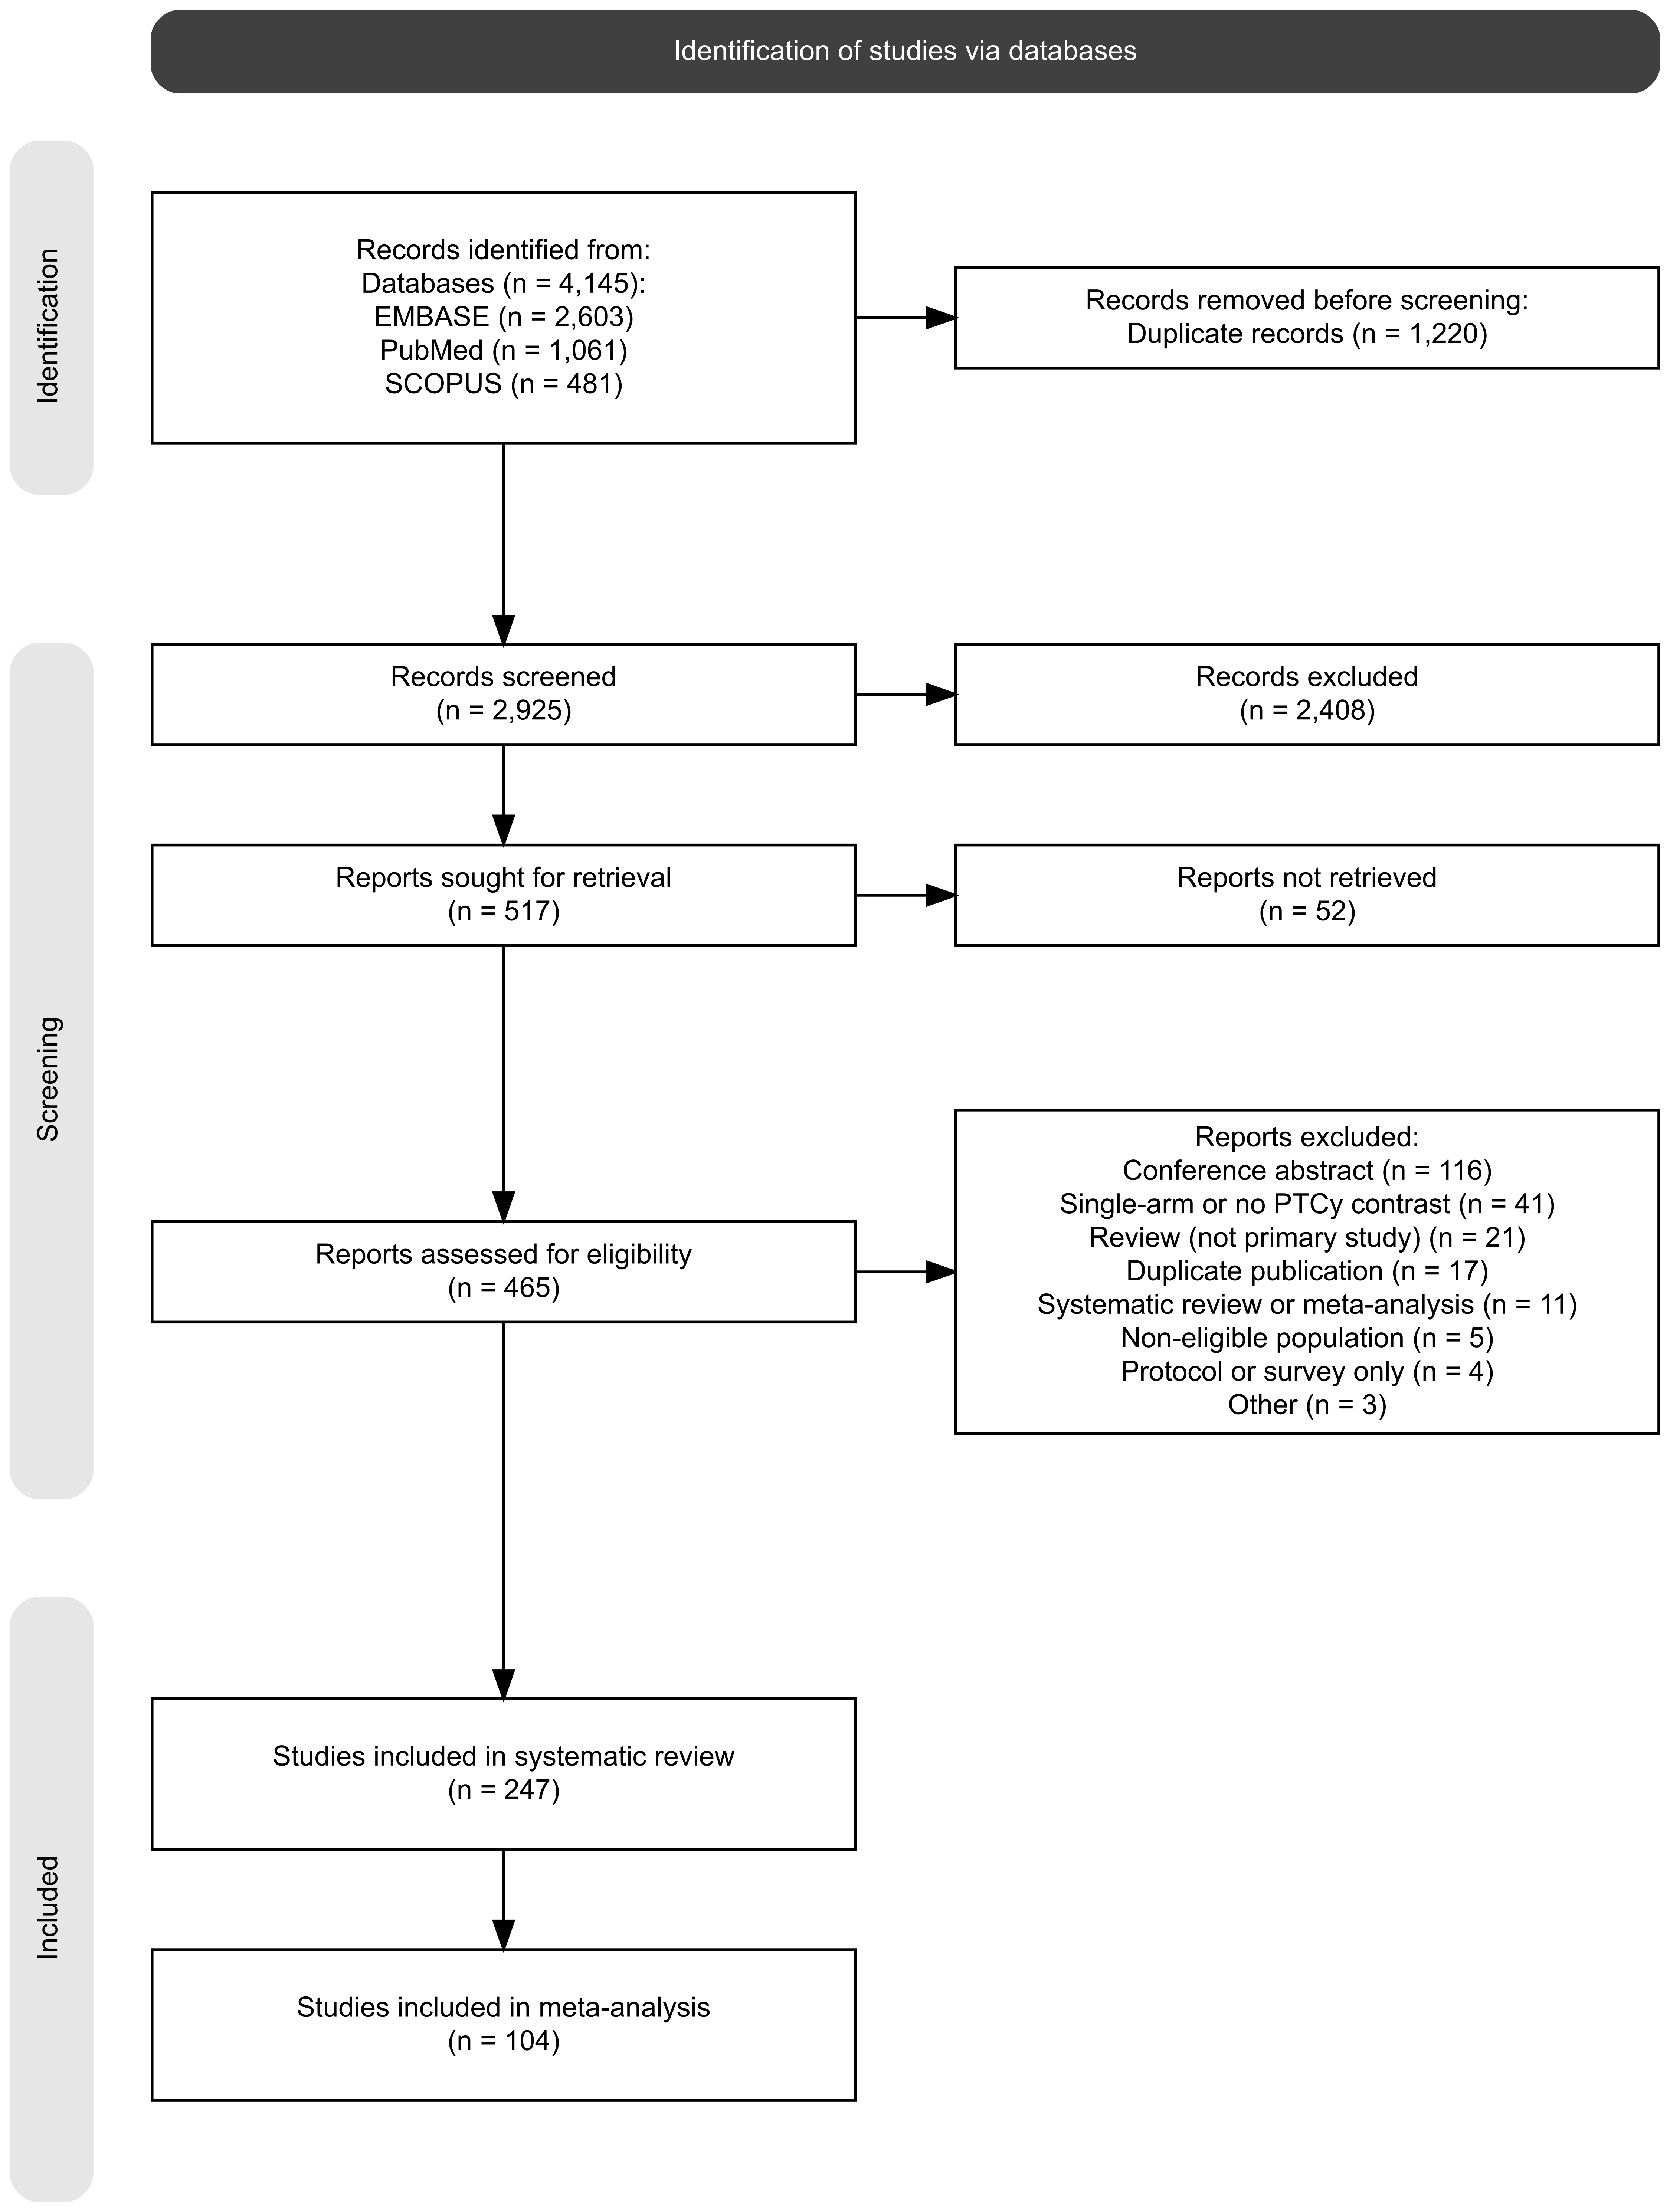 Identification of studies via databases
Identification
Records identified from:
Databases (n = 4,145):
EMBASE (n = 2,603)
PubMed (n = 1,061)
SCOPUS (n = 481)
Records removed before screening:
Duplicate records (n = 1,220)
Screening
Records screened
(n = 2,925)
Records excluded
(n = 2,408)
Reports sought for retrieval
(n = 517)
Reports not retrieved
(n = 52)
Reports assessed for eligibility
(n = 465)
Reports excluded:
Conference abstract (n = 116)
Single-arm or no PTCy contrast (n = 41)
Review (not primary study) (n = 21)
Duplicate publication (n = 17)
Systematic review or meta-analysis (n = 11)
Non-eligible population (n = 5)
Protocol or survey only (n = 4)
Other (n = 3)
Included
Studies included in systematic review
(n = 247)
Studies included in meta-analysis
(n = 104)